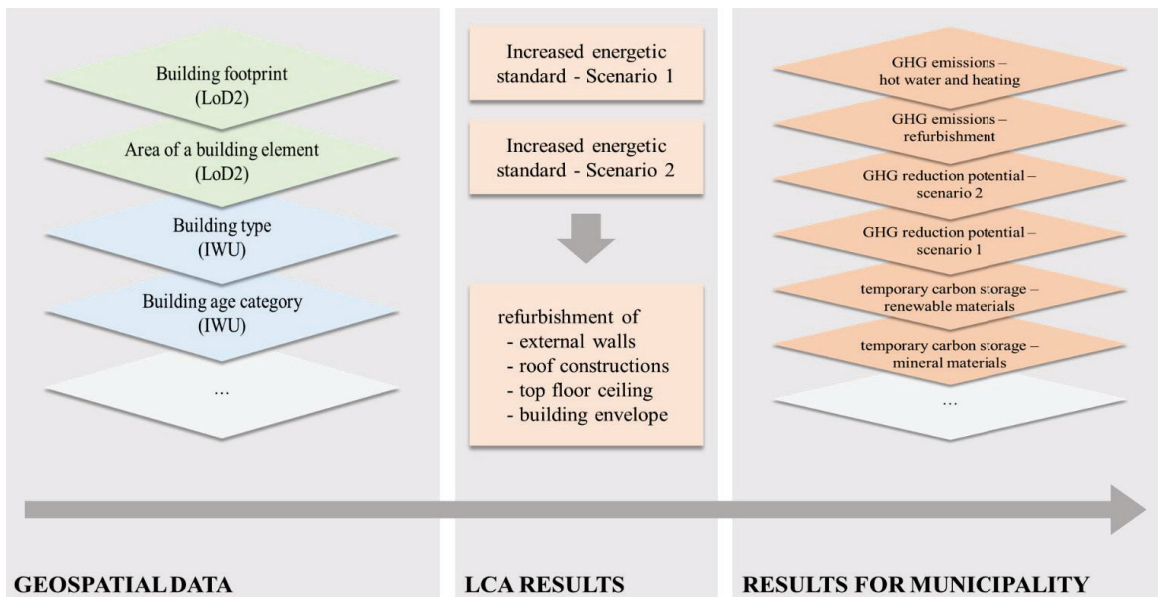 Building footprint
(LoD2)
Area of a building element
(LoD2)
Building type
(IWU)
Building age category
(IWU)
...
GEOSPATIAL DATA
Increased energetic
standard - Scenario 1
Increased energetic
standard - Scenario 2
refurbishment of
- external walls
- roof constructions
- top floor ceiling
- building envelope
LCA RESULTS
GHG emissions –
hot water and heating
GHG emissions –
refurbishment
GHG reduction potential –
scenario 2
GHG reduction potential –
scenario 1
temporary carbon storage –
renewable materials
temporary carbon storage –
mineral materials
...
RESULTS FOR MUNICIPALITY